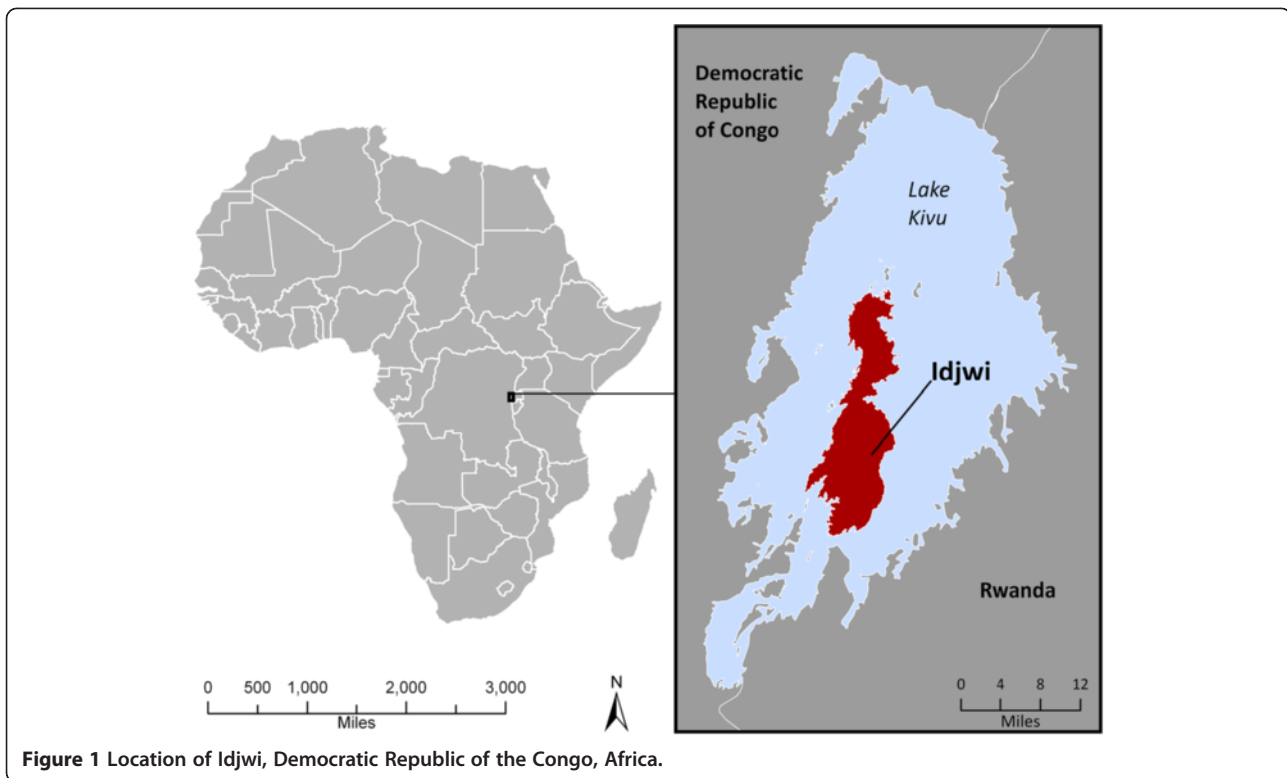 Democratic
Republic
of Congo
Lake
Kivu
Idjwi
Rwanda
N
0 500 1,000 2,000 3,000
Miles
0 4 8 12
Miles
Figure 1 Location of Idjwi, Democratic Republic of the Congo, Africa.